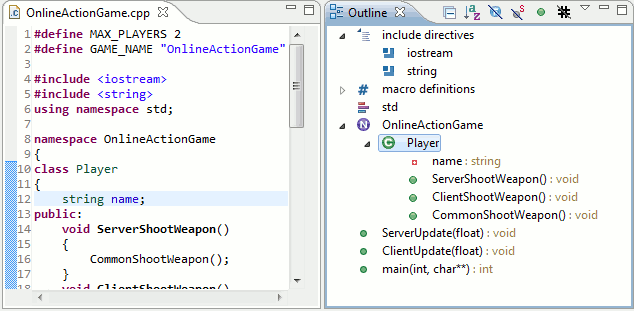 OnlineActionGame.cpp
1 #define MAX_PLAYERS 2
2 #define GAME_NAME "OnlineActionGame"
3
4 #include <iostream>
5 #include <string>
6 using namespace std;
7
8 namespace OnlineActionGame
9 {
10 class Player
11 {
12 string name;
13 public:
14 void ServerShootWeapon()
15 {
16 CommonShootWeapon();
17 }
18 void ClientShootWeapon()
Outline
include directives
iostream
string
macro definitions
std
OnlineActionGame
Player
name : string
ServerShootWeapon() : void
ClientShootWeapon() : void
CommonShootWeapon() : void
ServerUpdate(float) : void
ClientUpdate(float) : void
main(int, char**) : int